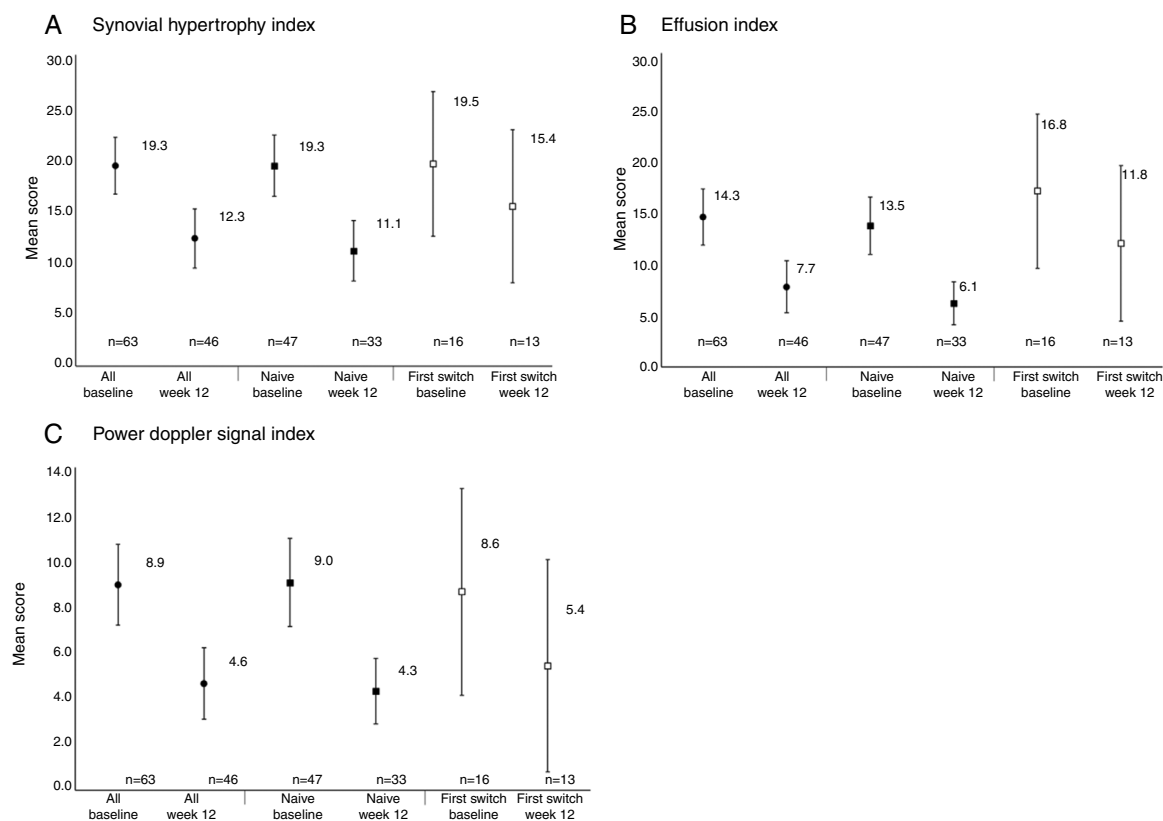 A Synovial hypertrophy index
30.0
25.0
20.0
15.0
10.0
5.0
0.0
Mean score
19.3
12.3
19.3
11.1
19.5
15.4
n=63 n=46 n=47 n=33 n=16 n=13
All baseline
All week 12
Naive baseline
Naive week 12
First switch baseline
First switch week 12
B Effusion index
30.0
25.0
20.0
15.0
10.0
5.0
0.0
Mean score
14.3
7.7
13.5
6.1
16.8
11.8
n=63 n=46 n=47 n=33 n=16 n=13
All baseline
All week 12
Naive baseline
Naive week 12
First switch baseline
First switch week 12
C Power doppler signal index
14.0
12.0
10.0
8.0
6.0
4.0
2.0
0.0
Mean score
8.9
4.6
9.0
4.3
8.6
5.4
n=63 n=46 n=47 n=33 n=16 n=13
All baseline
All week 12
Naive baseline
Naive week 12
First switch baseline
First switch week 12